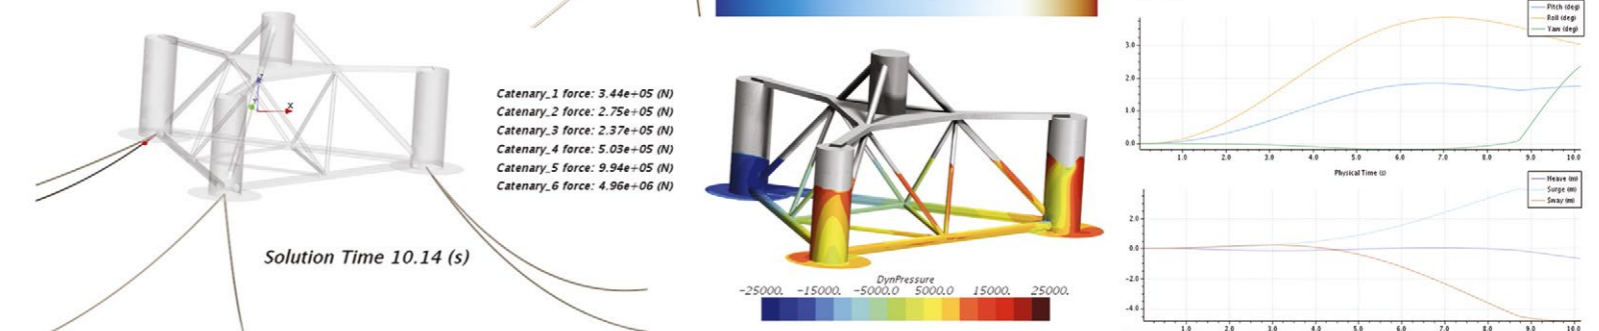 Z
X
Y
Catenary_1 force: 3.44e+05 (N)
Catenary_2 force: 2.75e+05 (N)
Catenary_3 force: 2.37e+05 (N)
Catenary_4 force: 5.03e+05 (N)
Catenary_5 force: 9.94e+05 (N)
Catenary_6 force: 4.96e+06 (N)
Solution Time 10.14 (s)
DynPressure
-25000. -15000. -5000.0 5000.0 15000. 25000.
Pitch (deg)
Roll (deg)
Yaw (deg)
3.0
2.0
1.0
0.0
1.0 2.0 3.0 4.0 5.0 6.0 7.0 8.0 9.0 10.0
Physical Time (s)
Heave (m)
Surge (m)
Sway (m)
2.0
0.0
-2.0
-4.0
1.0 2.0 3.0 4.0 5.0 6.0 7.0 8.0 9.0 10.0